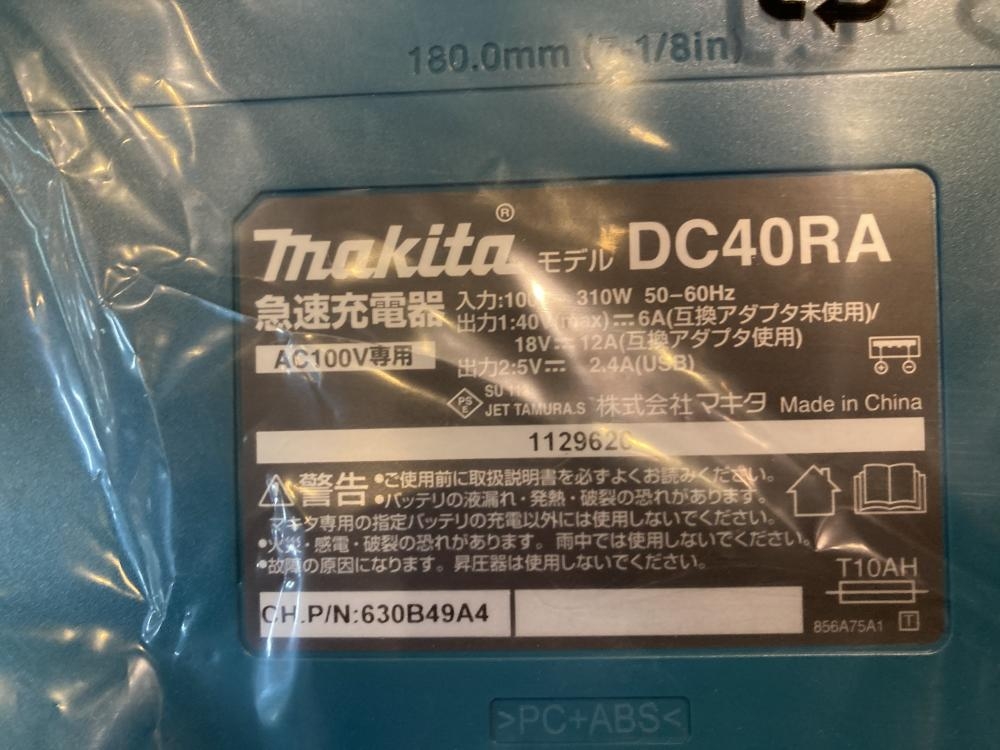 180.0mm (7-1/8in)
makita® モデル DC40RA
急速充電器
AC100V専用
310W 50-60Hz
出力1:40V(max)⎓6A(互換アダプタ未使用)/
18V⎓12A(互換アダプタ使用)
出力2:5V⎓ 2.4A(USB)
PSE
JET TAMURA.S 株式会社マキタ Made in China
警告
•ご使用前に取扱説明書を必ずよくお読みください。
•バッテリの液漏れ・発熱・破裂の恐れがあります。
マキタ専用の指定バッテリの充電以外には使用しないでください。
•火災・感電・破裂の恐れがあります。雨中では使用しないでください。
•故障の原因になります。昇圧器は使用しないでください。
T10AH
CH.P/N:630B49A4
856A75A1 T
>PC+ABS<